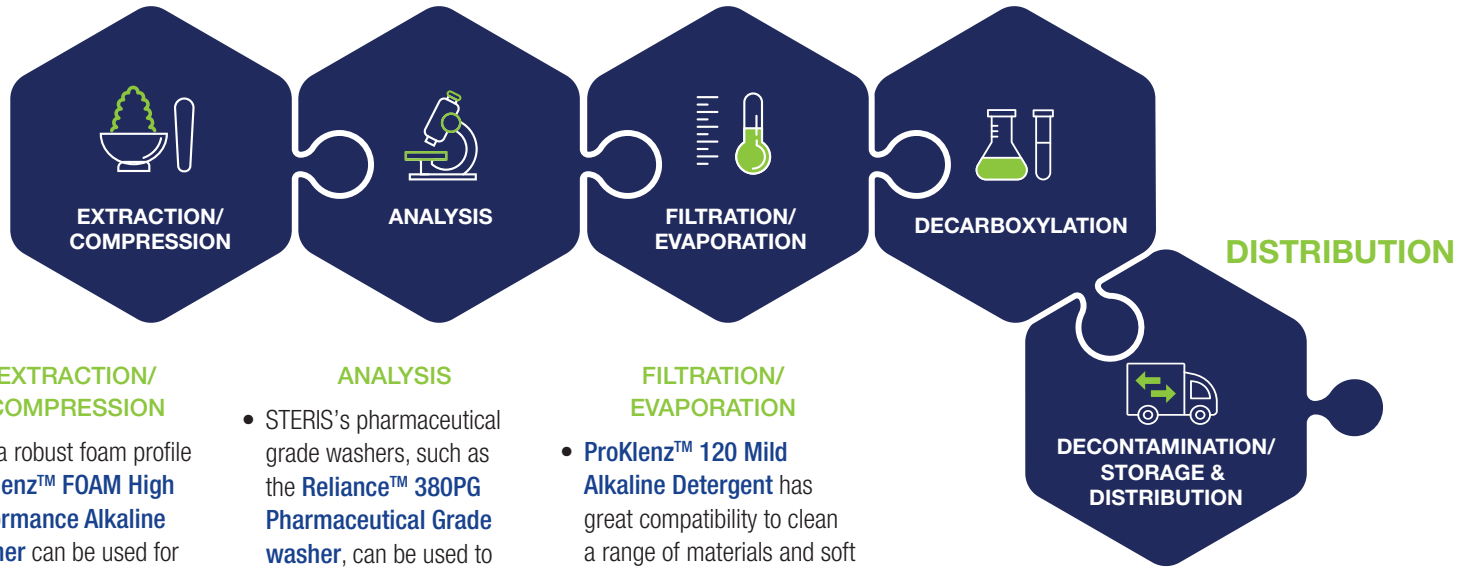 EXTRACTION/
COMPRESSION
ANALYSIS
FILTRATION/
EVAPORATION
DECARBOXYLATION
DISTRIBUTION
DECONTAMINATION/
STORAGE &
DISTRIBUTION
EXTRACTION/
COMPRESSION
a robust foam profile
lenz™ FOAM High
ormance Alkaline
ner can be used for
ANALYSIS
• STERIS's pharmaceutical
grade washers, such as
the Reliance™ 380PG
Pharmaceutical Grade
washer, can be used to
FILTRATION/
EVAPORATION
• ProKlenz™ 120 Mild
Alkaline Detergent has
great compatibility to clean
a range of materials and soft